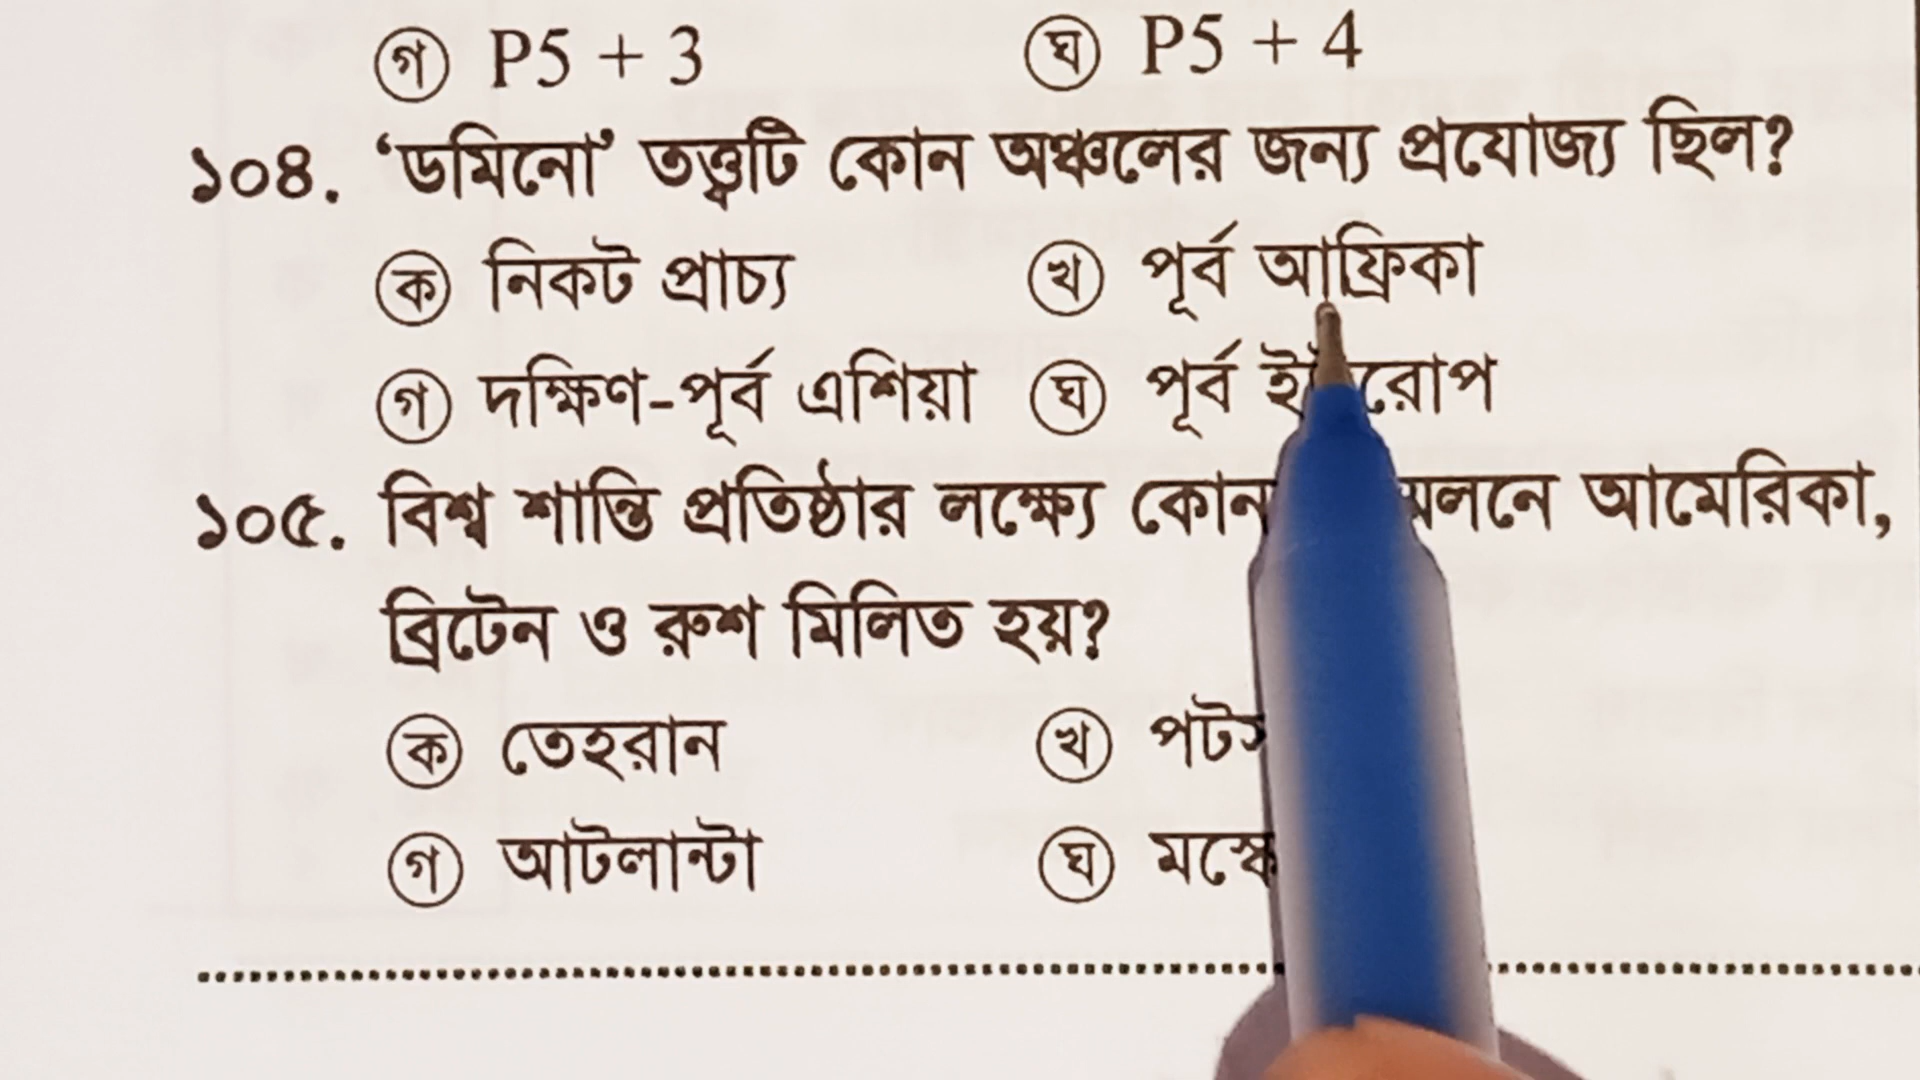 গ P5 + 3 ঘ P5 + 4
১০৪. ‘ডমিনো’ তত্ত্বটি কোন অঞ্চলের জন্য প্রযোজ্য ছিল?
ক নিকট প্রাচ্য খ পূর্ব আফ্রিকা
গ দক্ষিণ-পূর্ব এশিয়া ঘ পূর্ব
১০৫. বিশ্ব শান্তি প্রতিষ্ঠার লক্ষ্যে কোন আমেরিকা,
ব্রিটেন ও রুশ মিলিত হয়?
ক তেহরান খ
গ আটলান্টা ঘ